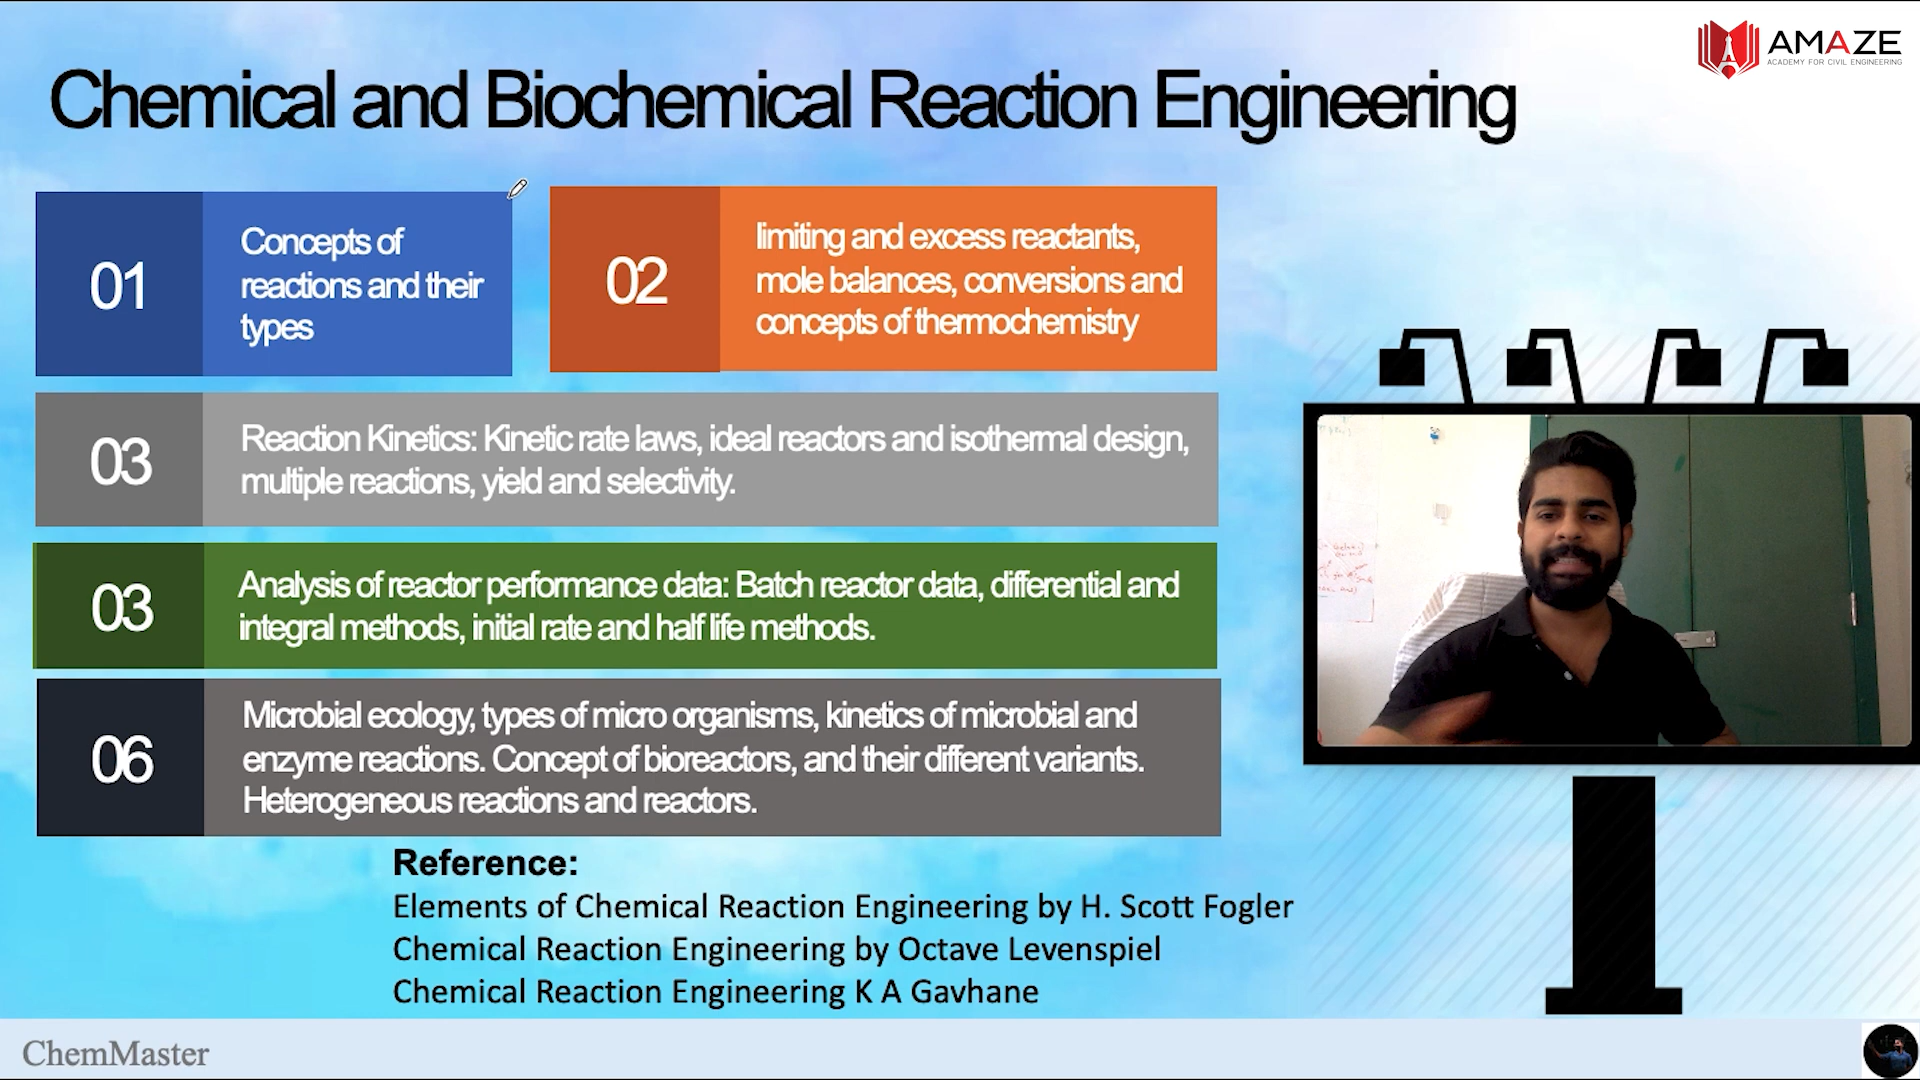 AMAZE
ACADEMY FOR CIVIL ENGINEERING
Chemical and Biochemical Reaction Engineering
01
Concepts of
reactions and their
types
02
limiting and excess reactants,
mole balances, conversions and
concepts of thermochemistry
03
Reaction Kinetics: Kinetic rate laws, ideal reactors and isothermal design,
multiple reactions, yield and selectivity.
03
Analysis of reactor performance data: Batch reactor data, differential and
integral methods, initial rate and half life methods.
06
Microbial ecology, types of micro organisms, kinetics of microbial and
enzyme reactions. Concept of bioreactors, and their different variants.
Heterogeneous reactions and reactors.
Reference:
Elements of Chemical Reaction Engineering by H. Scott Fogler
Chemical Reaction Engineering by Octave Levenspiel
Chemical Reaction Engineering K A Gavhane
ChemMaster